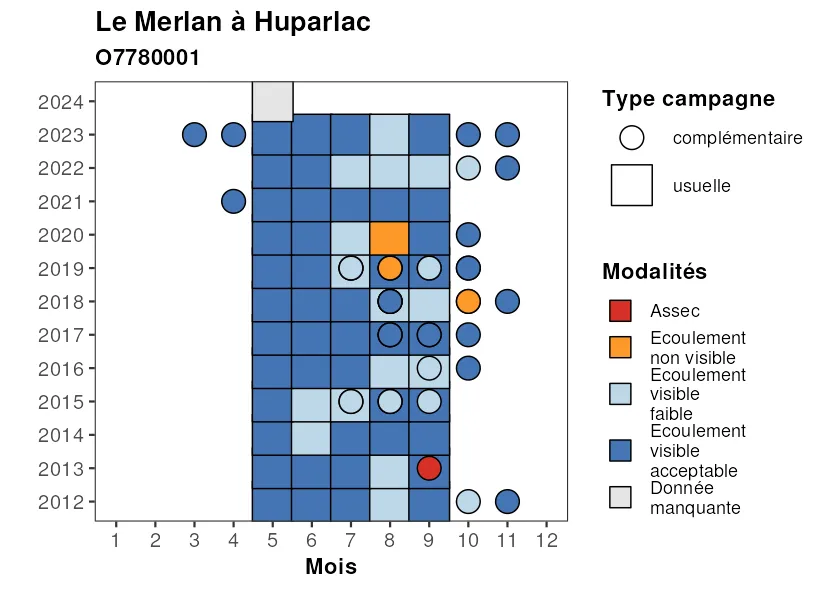 Le Merlan à Huparlac
O7780001
2024
2023
2022
2021
2020
2019
2018
2017
2016
2015
2014
2013
2012
1 2 3 4 5 6 7 8 9 10 11 12
Mois
Type campagne
complémentaire
usuelle
Modalités
Assec
Ecoulement
non visible
Ecoulement
visible
faible
Ecoulement
visible
acceptable
Donnée
manquante